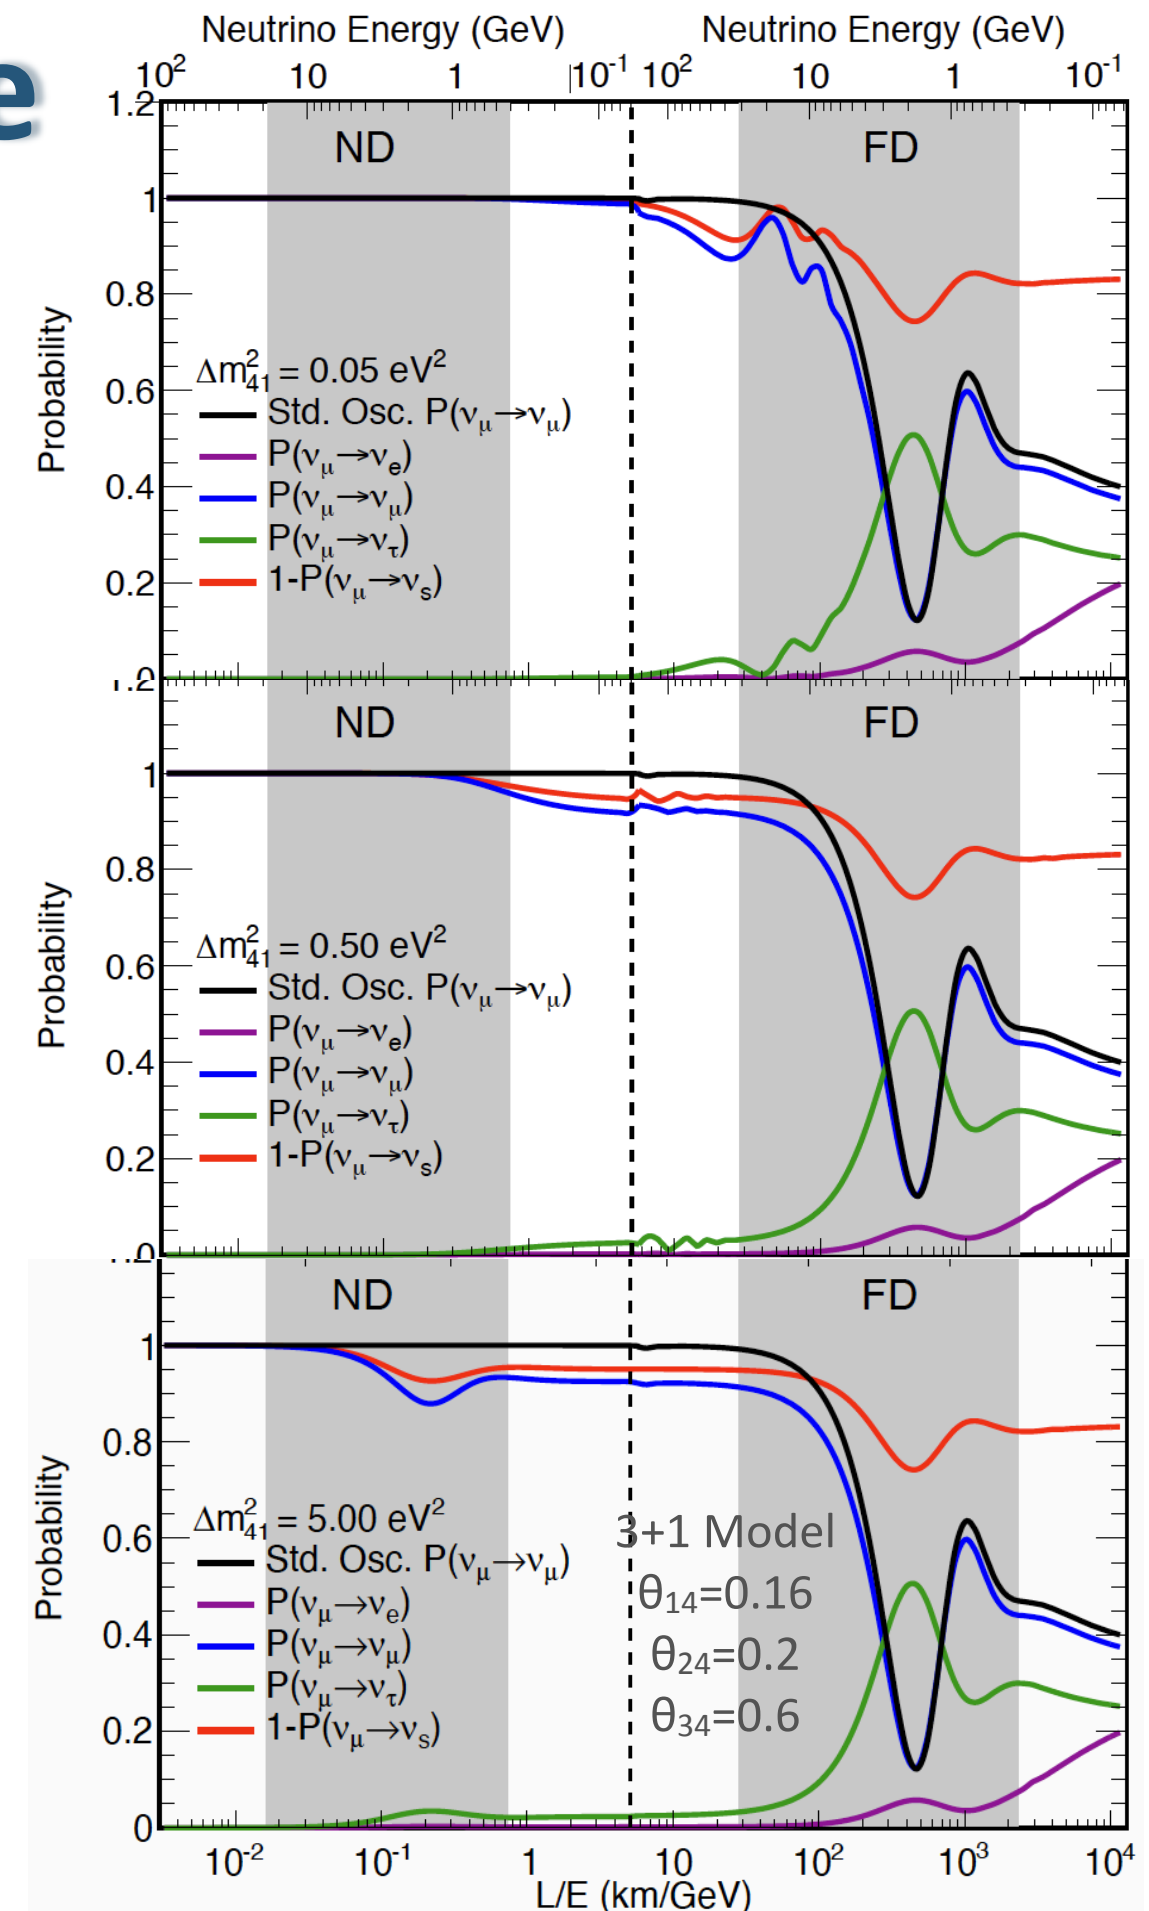 e
Neutrino Energy (GeV) Neutrino Energy (GeV)
10² 10 1 10⁻¹ 10² 10 1 10⁻¹
1.2
ND FD
1
0.8
Probability
0.6
Δm²₄₁ = 0.05 eV²
Std. Osc. P(νμ→νμ)
P(νμ→νe)
0.4
P(νμ→νμ)
P(νμ→ντ)
0.2
1-P(νμ→νs)
0
1.2
ND FD
1
0.8
Probability
0.6
Δm²₄₁ = 0.50 eV²
Std. Osc. P(νμ→νμ)
P(νμ→νe)
0.4
P(νμ→νμ)
P(νμ→ντ)
0.2
1-P(νμ→νs)
0
1.2
ND FD
1
0.8
Probability
0.6
Δm²₄₁ = 5.00 eV²
Std. Osc. P(νμ→νμ)
P(νμ→νe)
0.4
P(νμ→νμ)
P(νμ→ντ)
0.2
1-P(νμ→νs)
0
3+1 Model
θ₁₄=0.16
θ₂₄=0.2
θ₃₄=0.6
10⁻² 10⁻¹ 1 10 10² 10³ 10⁴
L/E (km/GeV)